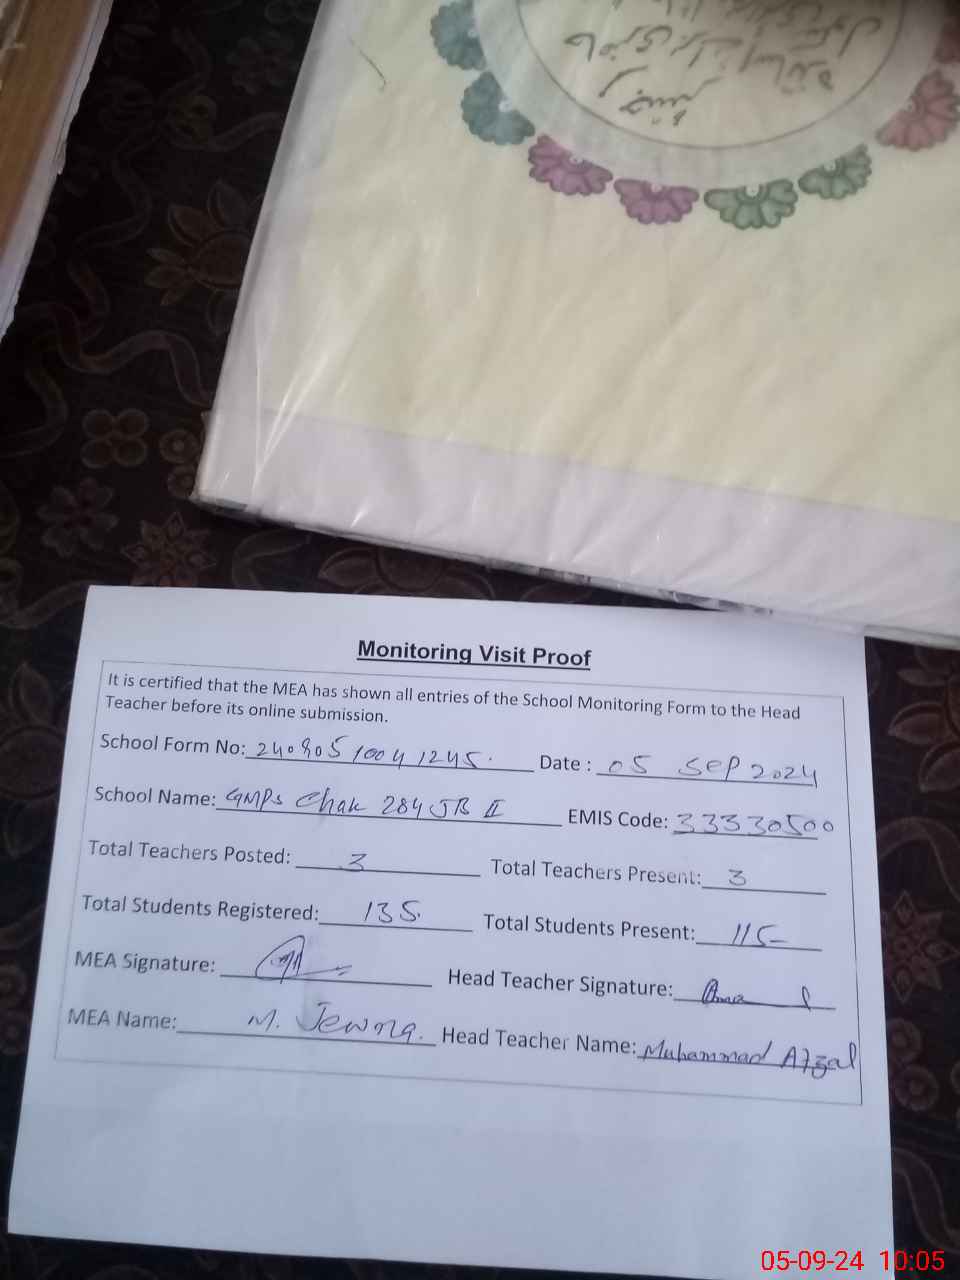 Monitoring Visit Proof
It is certified that the MEA has shown all entries of the School Monitoring Form to the Head
Teacher before its online submission.
School Form No: 2408051004 1245. Date : 05 Sep 2024
School Name: GMPS Chak 284 JB II EMIS Code: 33330500
Total Teachers Posted: 3 Total Teachers Present: 3
Total Students Registered: 135. Total Students Present: 115
MEA Signature: Head Teacher Signature:
MEA Name: M. Head Teacher Name: Muhammad Afzal
05-09-24 10:05